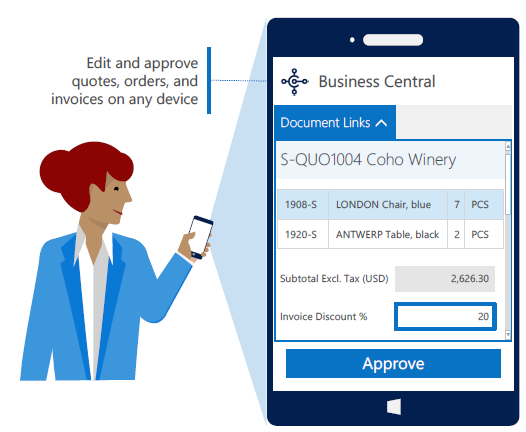 Edit and approve
quotes, orders, and
invoices on any device
Business Central
Document Links
S-QUO1004 Coho Winery
1908-S LONDON Chair, blue 7 PCS
1920-S ANTWERP Table, black 2 PCS
Subtotal Excl. Tax (USD) 2,626.30
Invoice Discount % 20
Approve